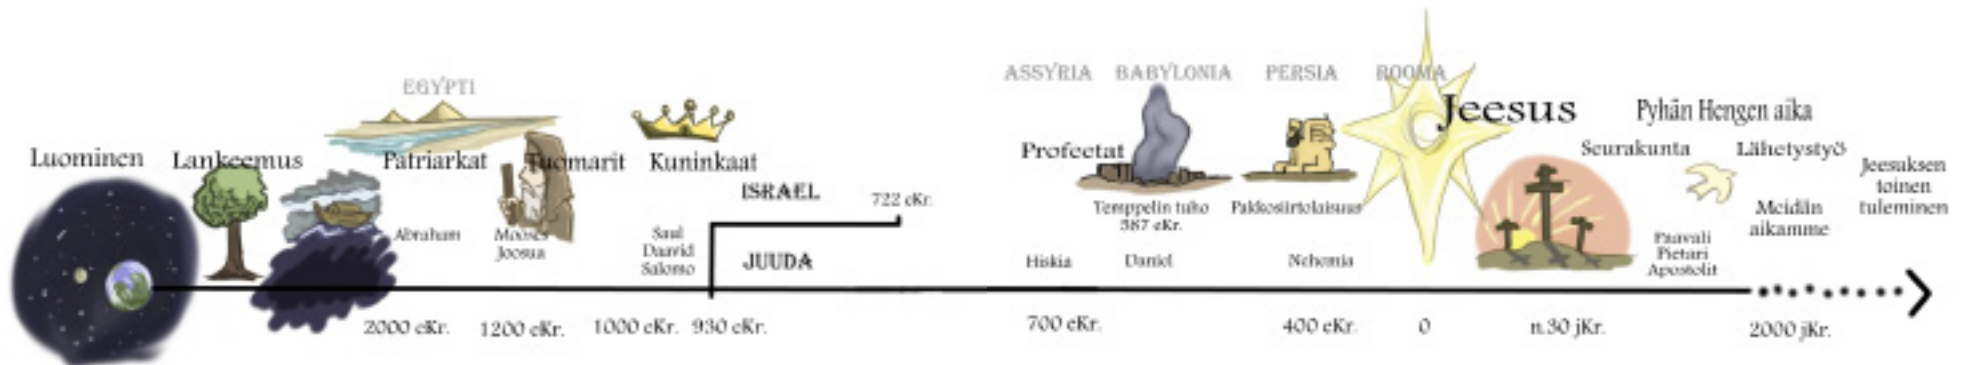 EGYPTI
ASSYRIA
BABYLONIA
PERSIA
ROOMA
Luominen
Lankeemus
Patriarkat
Tuomarit
Kuninkaat
Profeetat
Jeesus
Pyhän Hengen aika
Seurakunta
Lähetystyö
Jeesuksen
toinen
tuleminen
ISRAEL
722 eKr.
JUUDA
Abraham
Mooses
Joosua
Saul
Daavid
Salomo
Temppelin tuho
587 eKr.
Pakkosiirtolaisuus
Hiskia
Daniel
Nehemia
Paavali
Pietari
Apostolit
Meidän
aikamme
2000 eKr.
1200 eKr.
1000 eKr.
930 eKr.
700 eKr.
400 eKr.
0
n.30 jKr.
2000 jKr.